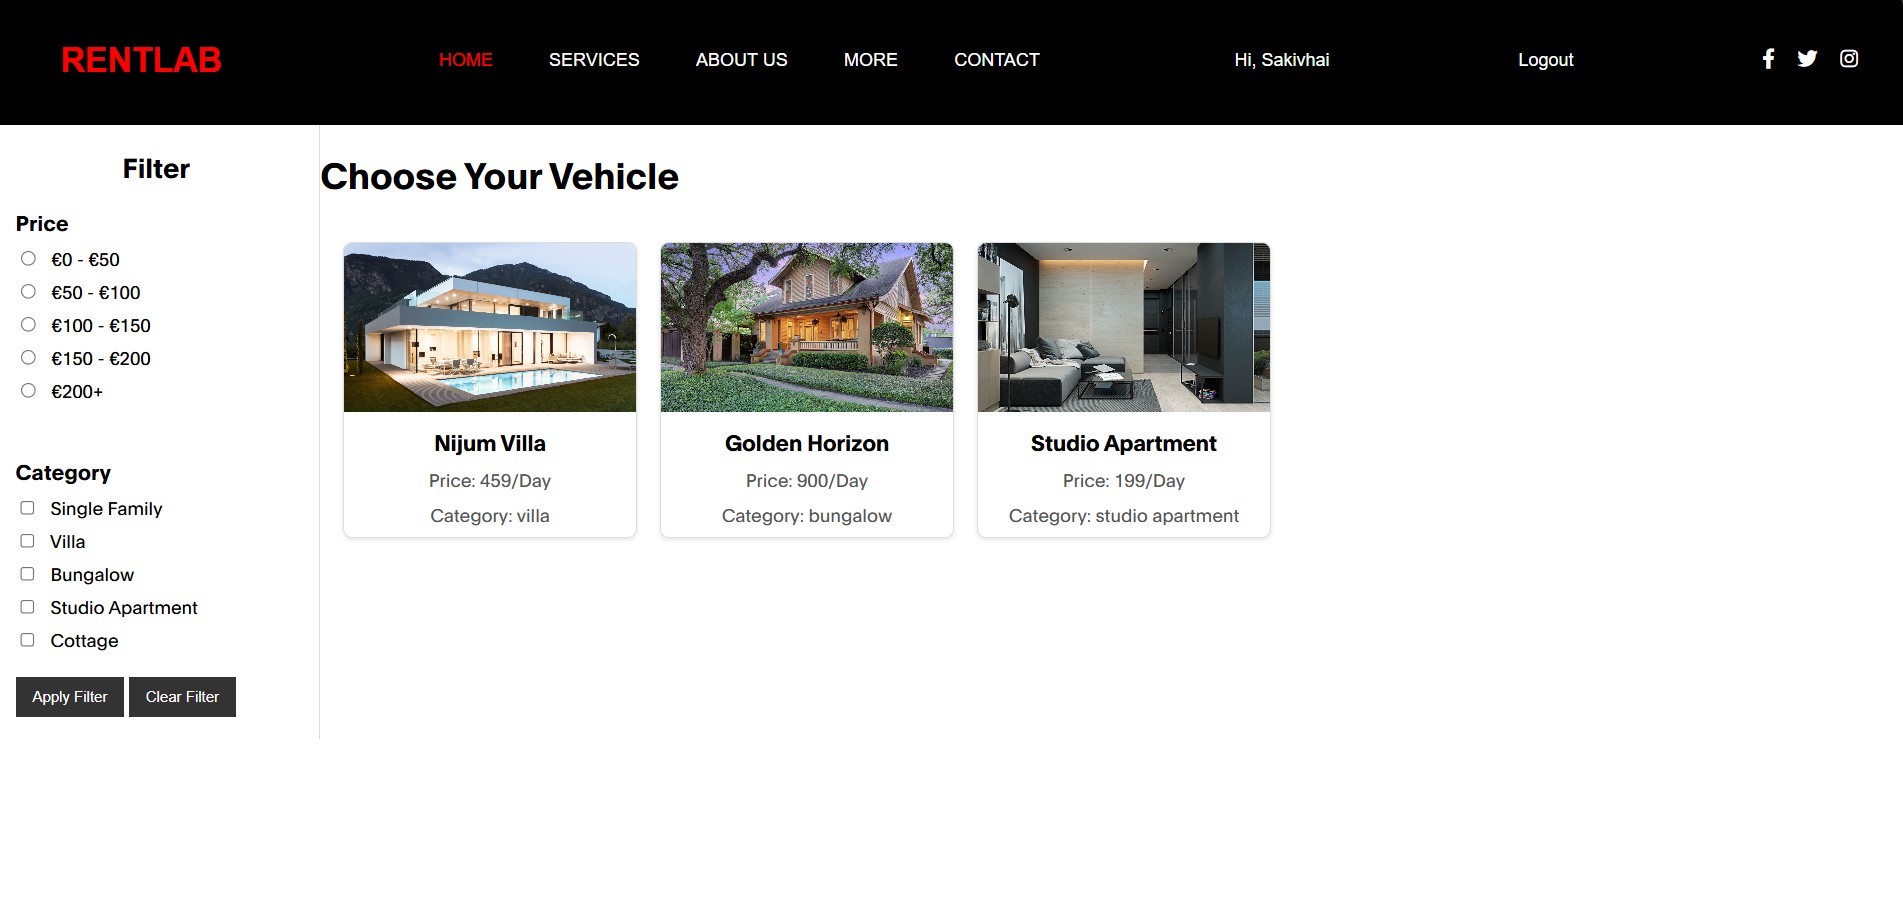 RENTLAB
HOME
SERVICES
ABOUT US
MORE
CONTACT
Hi, Sakivhai
Logout
Filter
Price
€0 - €50
€50 - €100
€100 - €150
€150 - €200
€200+
Category
Single Family
Villa
Bungalow
Studio Apartment
Cottage
Apply Filter
Clear Filter
Choose Your Vehicle
Nijum Villa
Price: 459/Day
Category: villa
Golden Horizon
Price: 900/Day
Category: bungalow
Studio Apartment
Price: 199/Day
Category: studio apartment